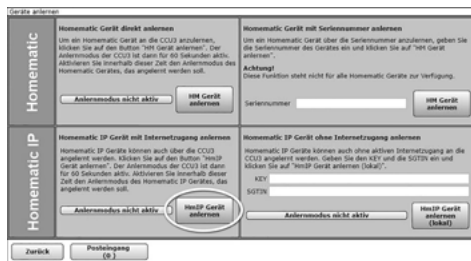 Geräte anlernen
Homematic
Homematic Gerät direkt anlernen
Um ein Homematic Gerät an die CCU3 anzulernen,
klicken Sie auf den Button "HM Gerät anlernen". Der
Anlernmodus der CCU3 ist dann für 60 Sekunden aktiv.
Aktivieren Sie innerhalb dieser Zeit den Anlernmodus des
Homematic Gerätes, das angelernt werden soll.
Anlernmodus nicht aktiv
HM Gerät
anlernen
Homematic Gerät mit Seriennummer anlernen
Um ein Homematic Gerät über die Seriennummer anzulernen, geben Sie
die Seriennummer des Gerätes ein und klicken Sie auf "HM Gerät
anlernen".
Achtung!
Diese Funktion steht nicht für alle Homematic Geräte zur Verfügung.
Seriennummer
HM Gerät
anlernen
Homematic IP
Homematic IP Gerät mit Internetzugang anlernen
Homematic IP Geräte können auch über die CCU3
angelernt werden. Klicken Sie auf den Button "HmIP
Gerät anlernen". Der Anlernmodus der CCU3 ist dann
für 60 Sekunden aktiv. Aktivieren Sie innerhalb dieser
Zeit den Anlernmodus des Homematic IP Gerätes, das
angelernt werden soll.
Anlernmodus nicht aktiv
HmIP Gerät
anlernen
Homematic IP Gerät ohne Internetzugang anlernen
Homematic IP Geräte können auch ohne aktiven Internetzugang an die
CCU3 angelernt werden. Geben Sie den KEY und die SGTIN ein und
klicken Sie auf "HmIP Gerät anlernen (lokal)".
KEY
SGTIN
Anlernmodus nicht aktiv
HmIP Gerät
anlernen
(lokal)
Zurück
Posteingang
(0 )